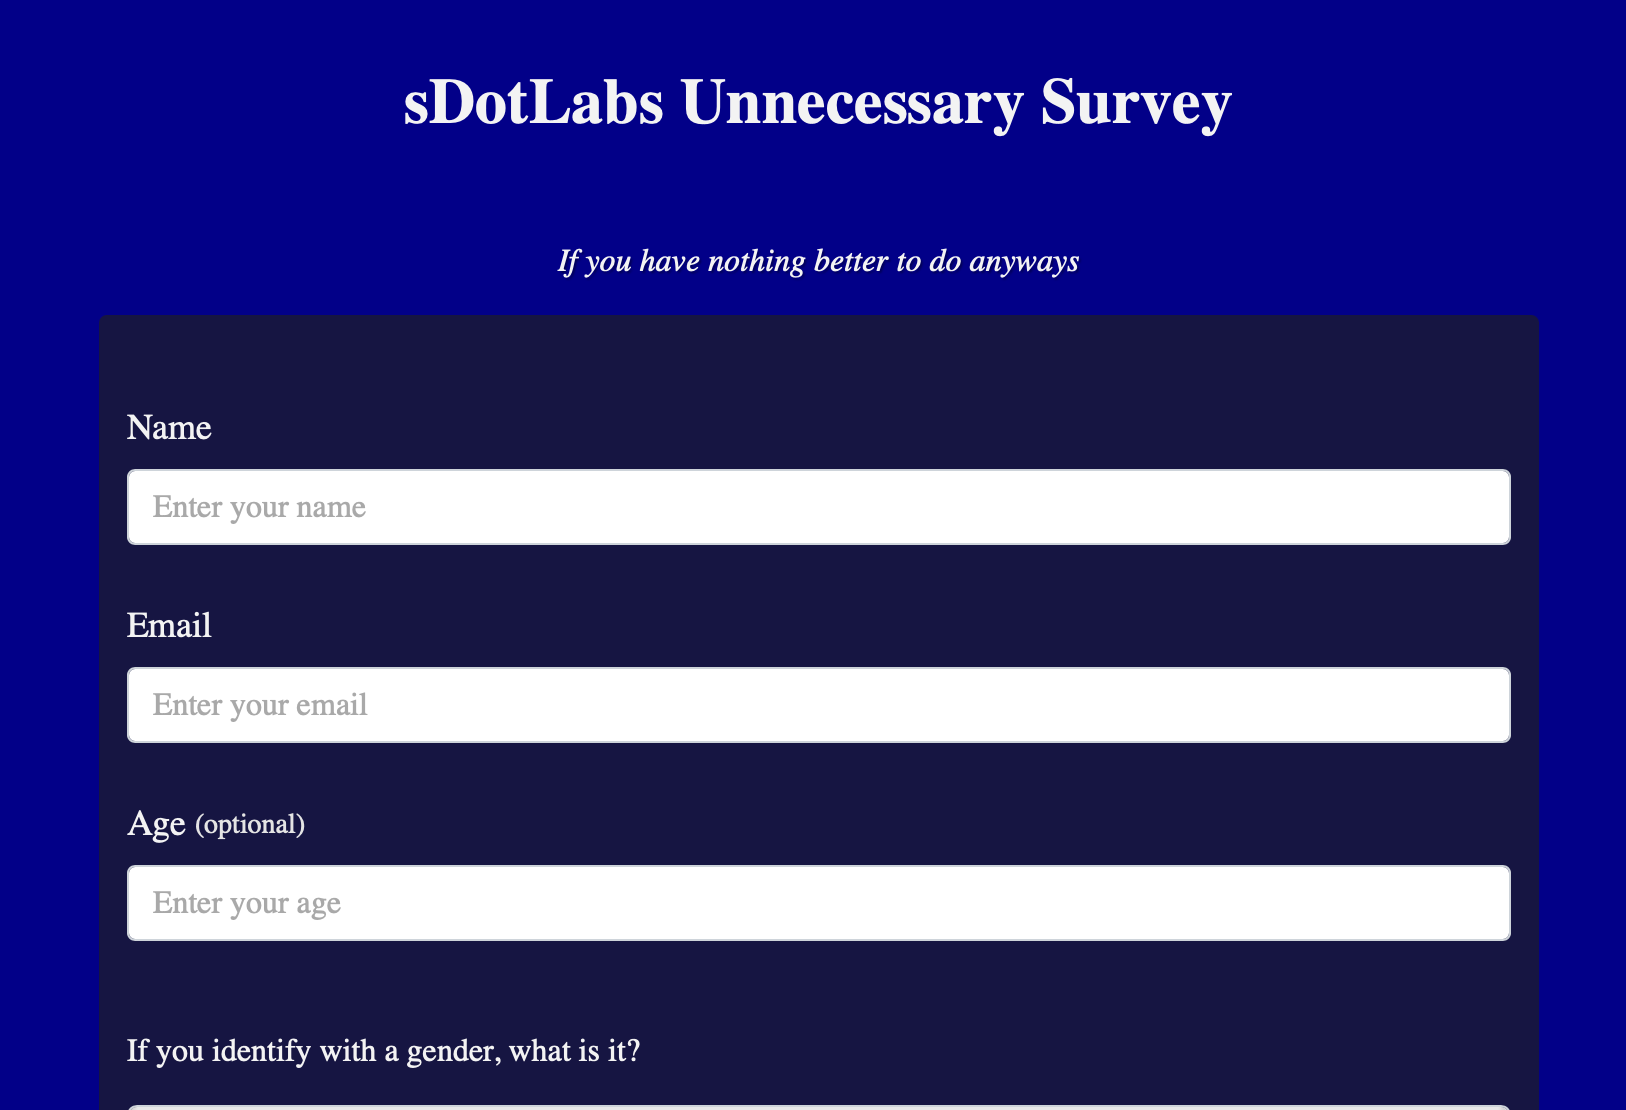 sDotLabs Unnecessary Survey
If you have nothing better to do anyways
Name
Enter your name
Email
Enter your email
Age (optional)
Enter your age
If you identify with a gender, what is it?